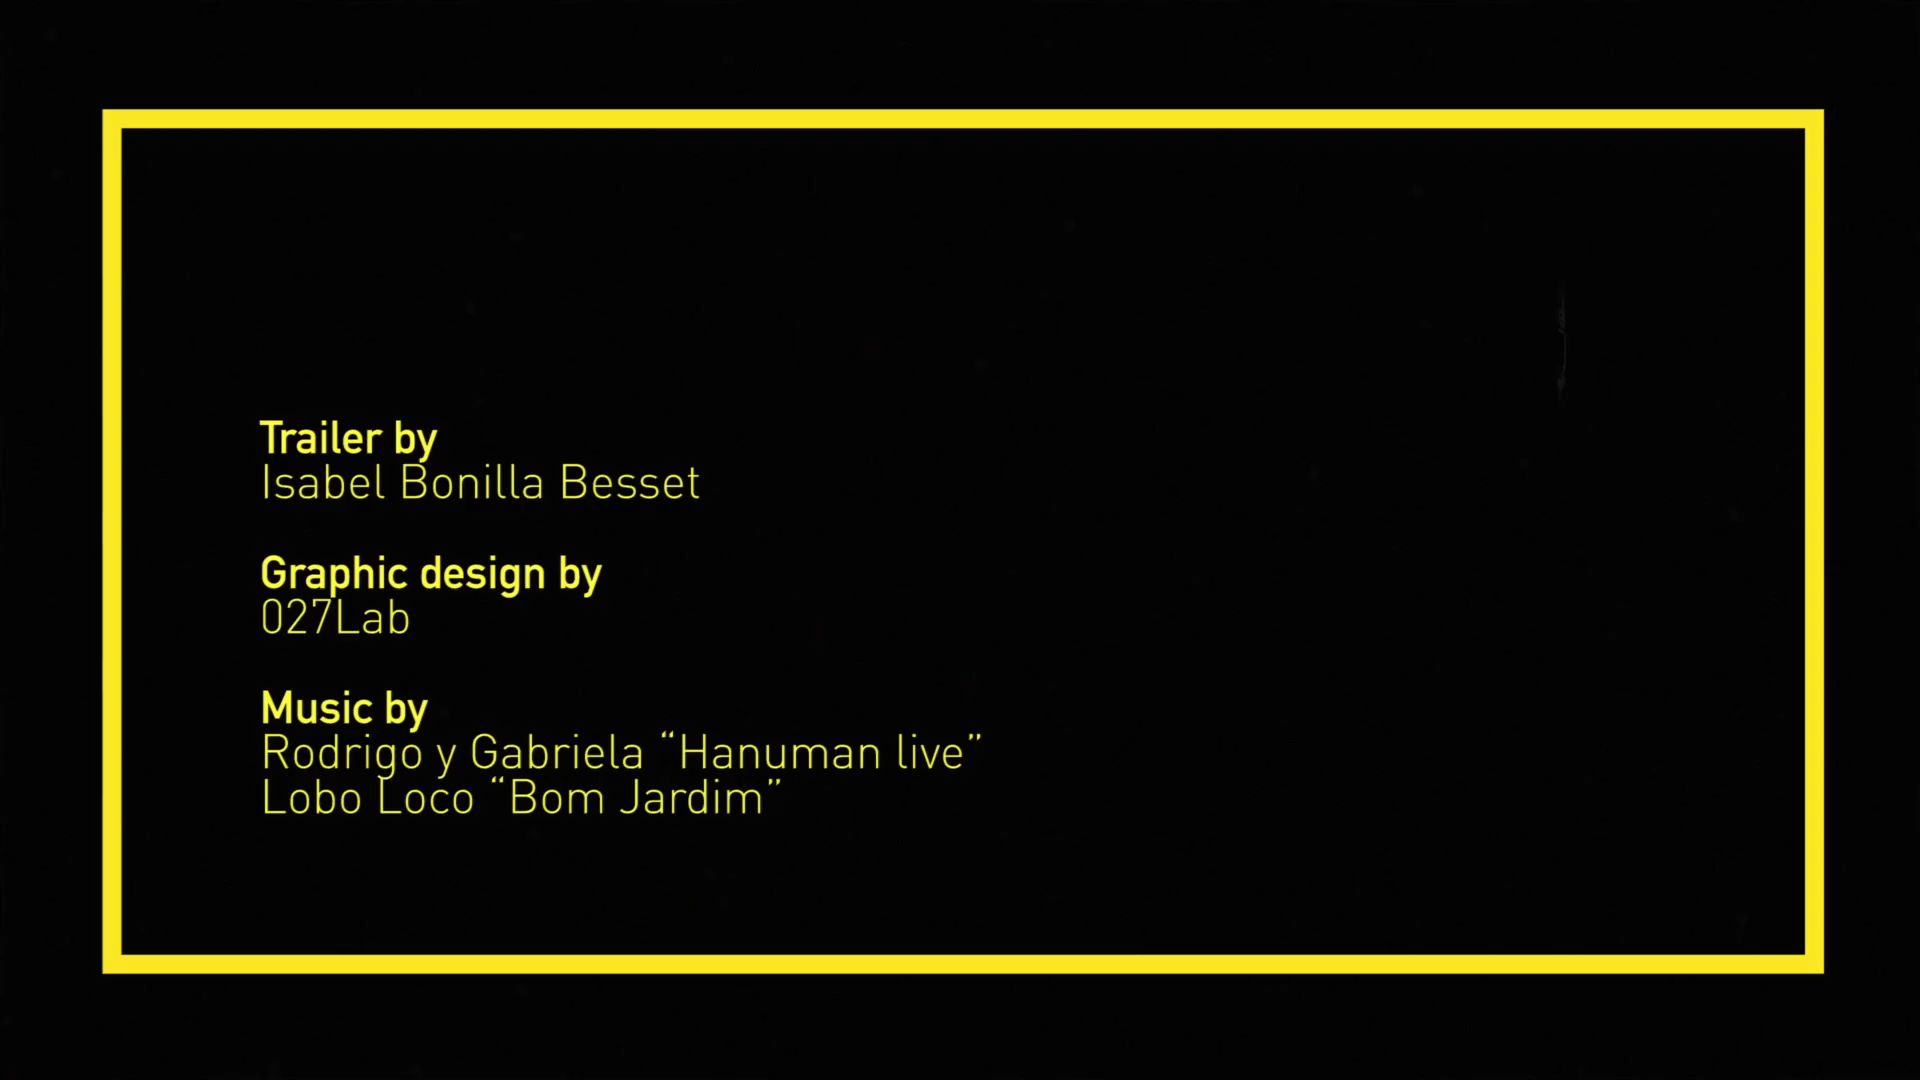 Trailer by
Isabel Bonilla Besset
Graphic design by
027Lab
Music by
Rodrigo y Gabriela “Hanuman live”
Lobo Loco “Bom Jardim”